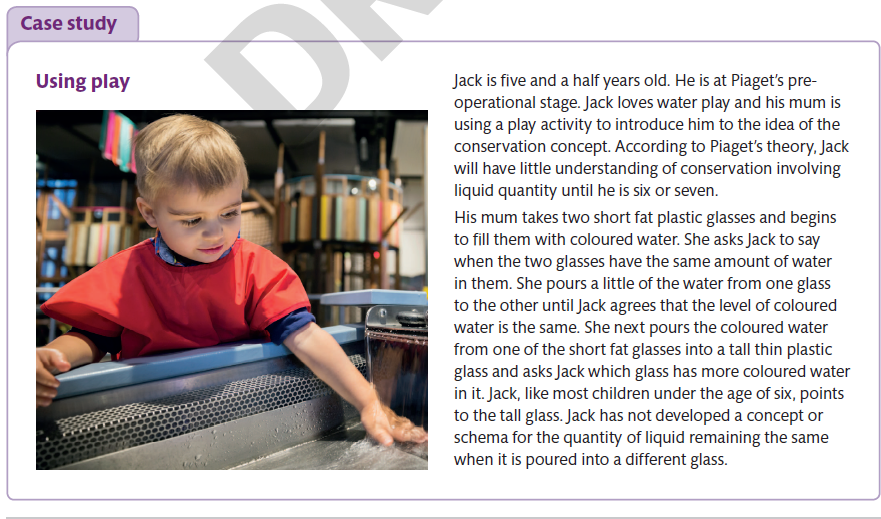 Case study
Using play
Jack is five and a half years old. He is at Piaget’s pre-
operational stage. Jack loves water play and his mum is
using a play activity to introduce him to the idea of the
conservation concept. According to Piaget’s theory, Jack
will have little understanding of conservation involving
liquid quantity until he is six or seven.
His mum takes two short fat plastic glasses and begins
to fill them with coloured water. She asks Jack to say
when the two glasses have the same amount of water
in them. She pours a little of the water from one glass
to the other until Jack agrees that the level of coloured
water is the same. She next pours the coloured water
from one of the short fat glasses into a tall thin plastic
glass and asks Jack which glass has more coloured water
in it. Jack, like most children under the age of six, points
to the tall glass. Jack has not developed a concept or
schema for the quantity of liquid remaining the same
when it is poured into a different glass.